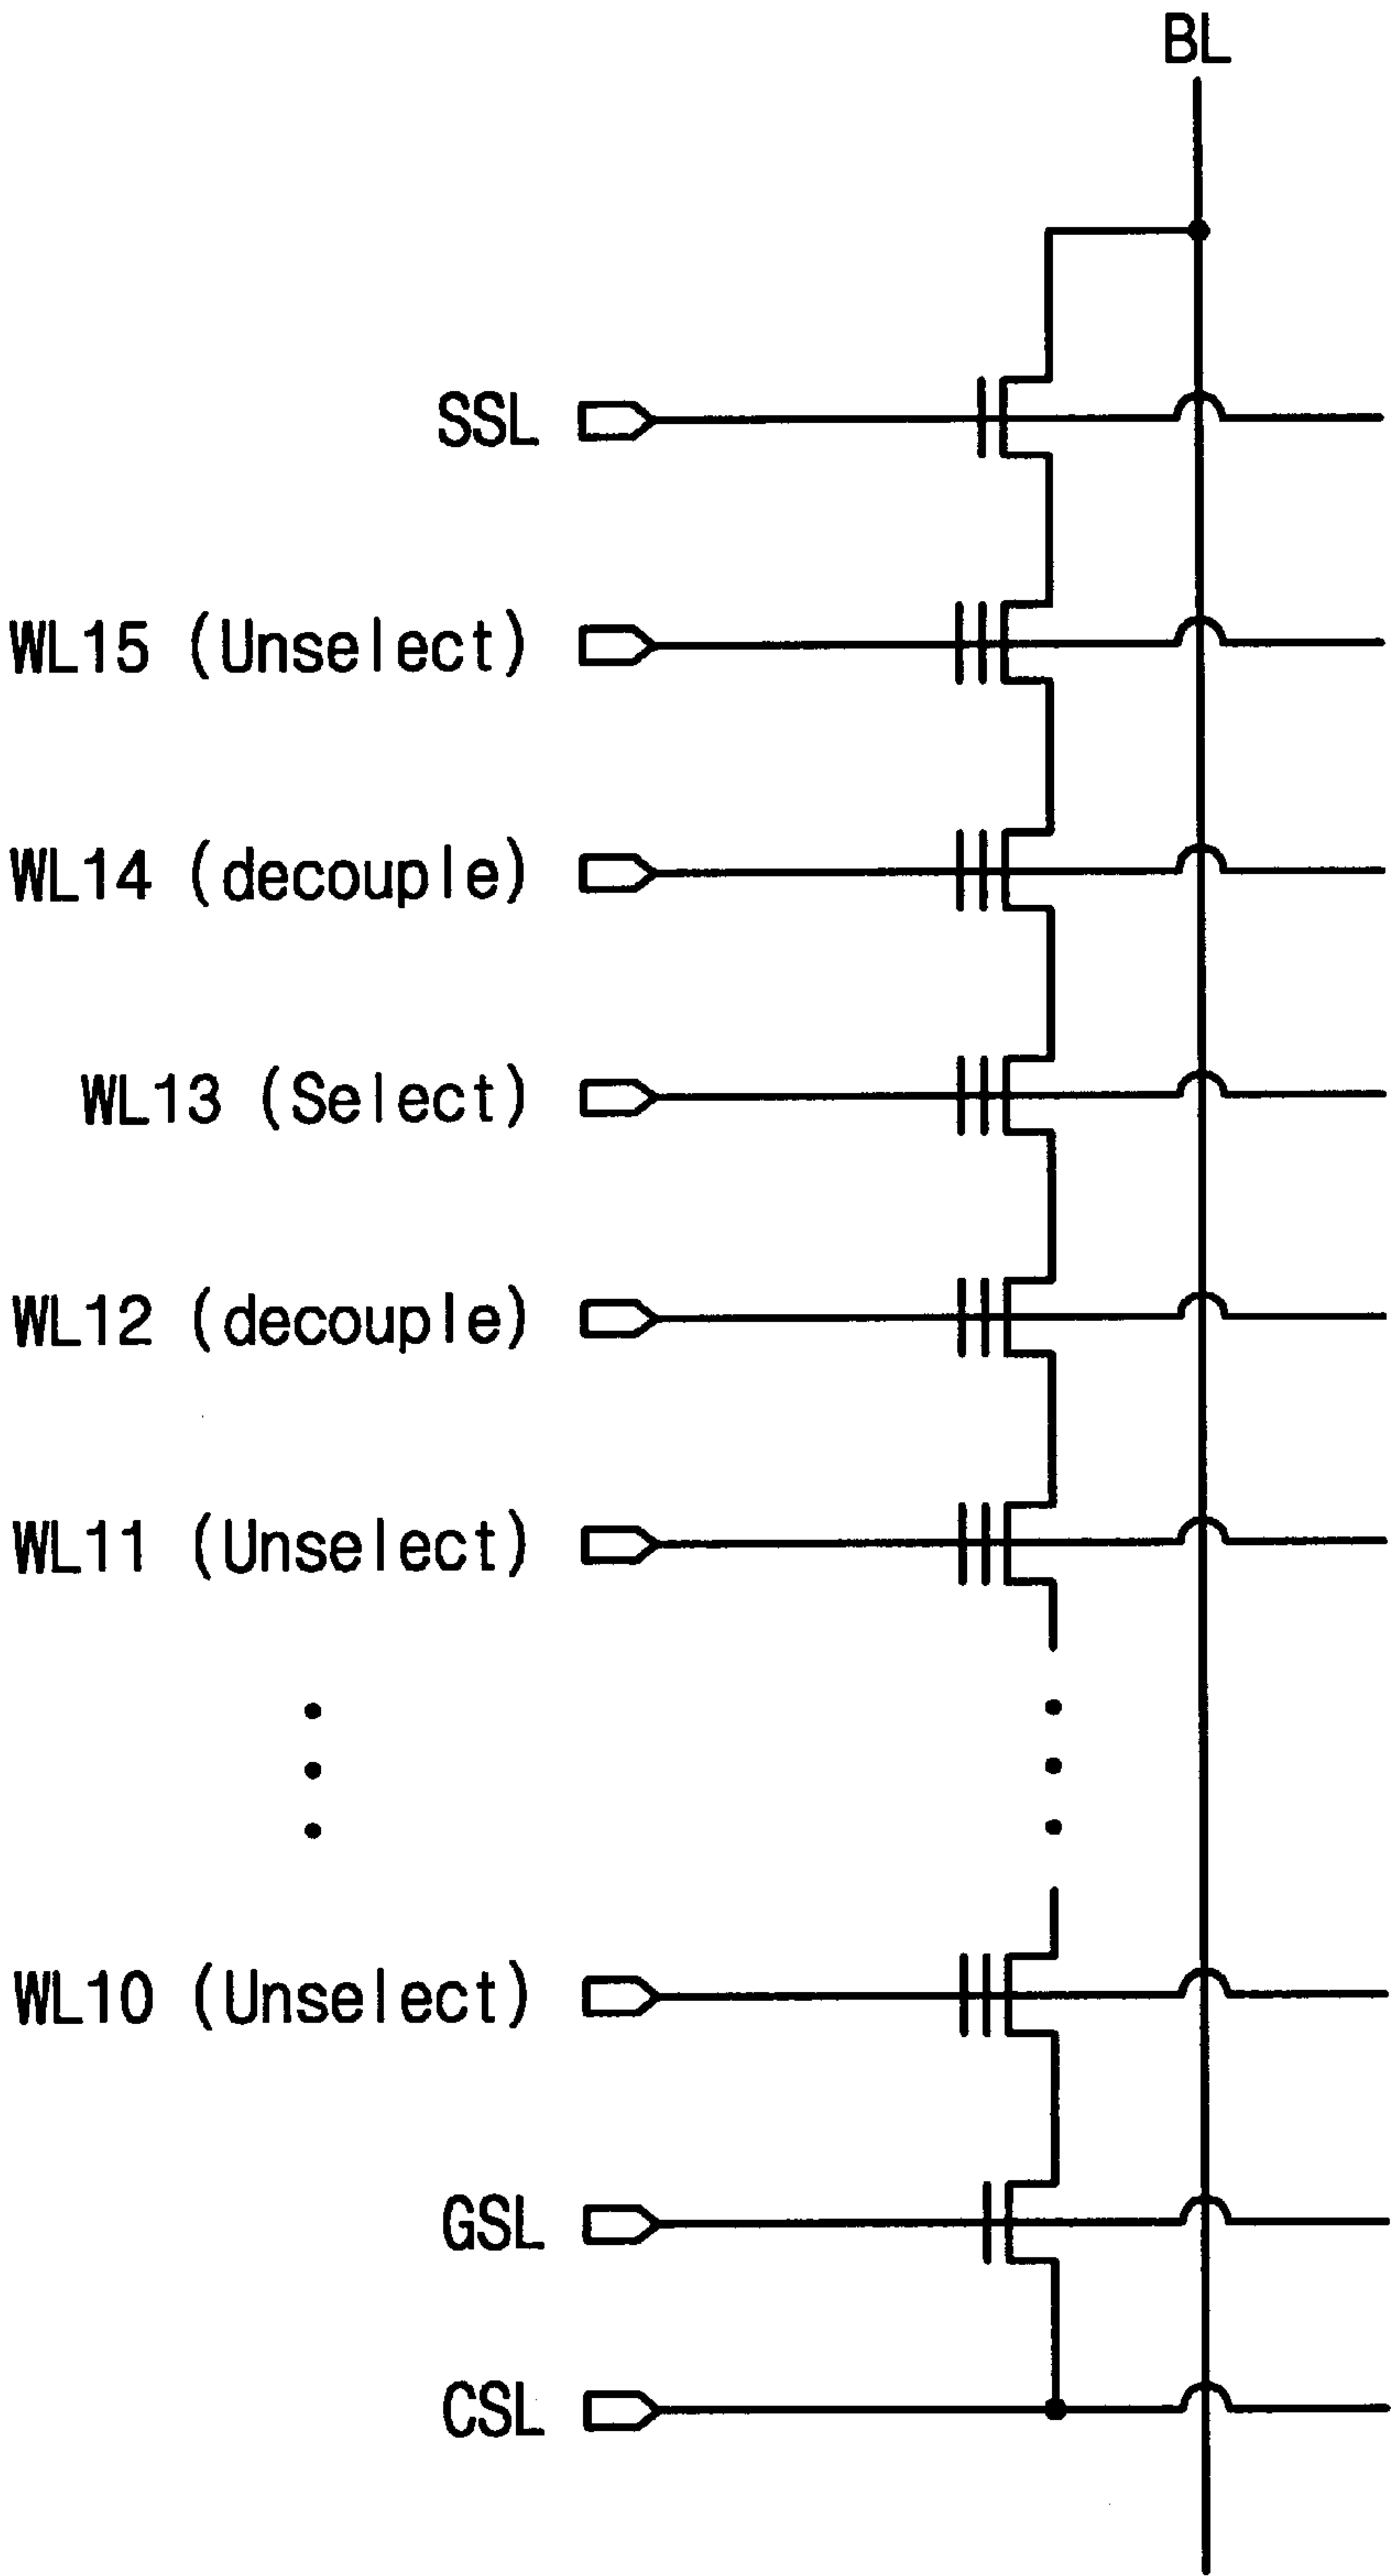 BL
SSL
WL15 (Unselect)
WL14 (decouple)
WL13 (Select)
WL12 (decouple)
WL11 (Unselect)
WL10 (Unselect)
GSL
CSL